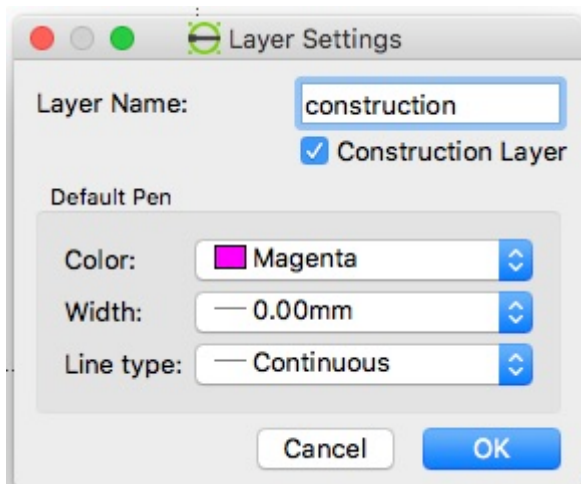 Layer Settings
Layer Name: construction
Construction Layer
Default Pen
Color: Magenta
Width: 0.00mm
Line type: Continuous
Cancel OK